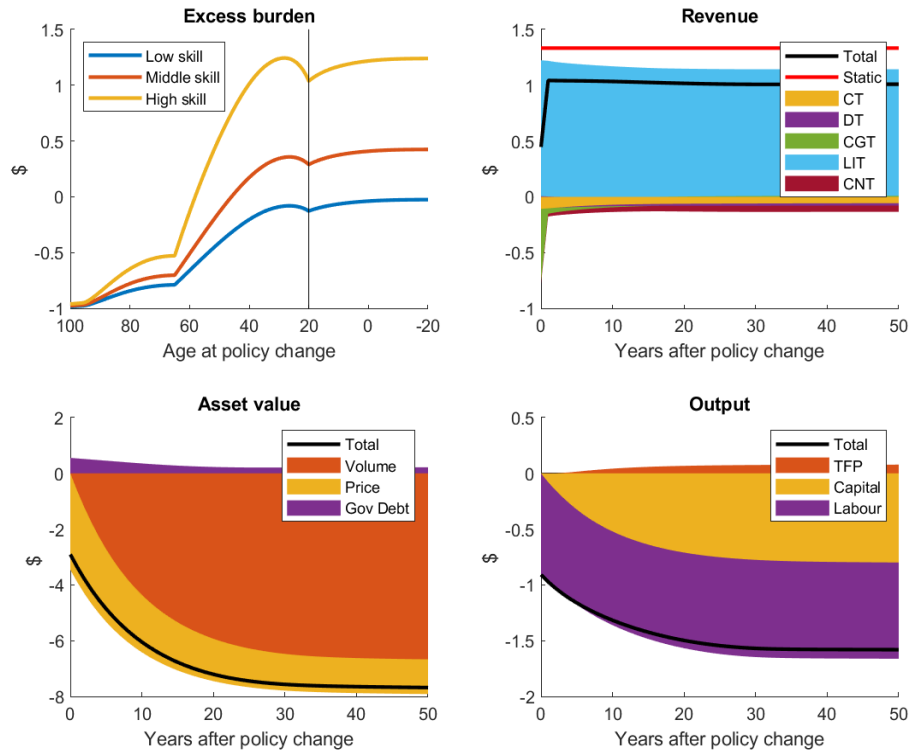 Excess burden
1.5
1
0.5
0
-0.5
-1
$
Low skill
Middle skill
High skill
100 80 60 40 20 0 -20
Age at policy change
Revenue
1.5
1
0.5
0
-0.5
-1
$
Total
Static
CT
DT
CGT
LIT
CNT
0 10 20 30 40 50
Years after policy change
Asset value
2
0
-2
-4
-6
-8
$
Total
Volume
Price
Gov Debt
0 10 20 30 40 50
Years after policy change
Output
0.5
0
-0.5
-1
-1.5
-2
$
Total
TFP
Capital
Labour
0 10 20 30 40 50
Years after policy change